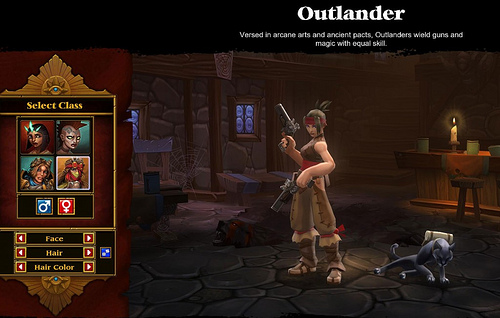 Outlander
Versed in arcane arts and ancient pacts, Outlanders wield guns and
magic with equal skill.
Select Class
Face
Hair
Hair Color